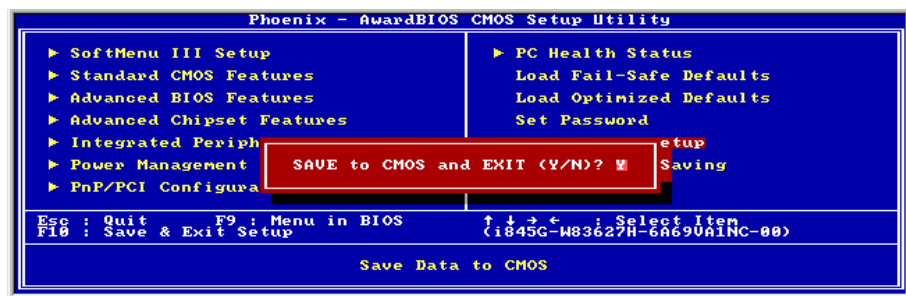 Phoenix - AwardBIOS CMOS Setup Utility
► SoftMenu III Setup
► Standard CMOS Features
► Advanced BIOS Features
► Advanced Chipset Features
► Integrated Periph
► Power Management
► PnP/PCI Configura
► PC Health Status
Load Fail-Safe Defaults
Load Optimized Defaults
Set Password
etup
Saving
SAVE to CMOS and EXIT (Y/N)? Y
Esc : Quit F9 : Menu in BIOS ↑ ↓ → ← : Select Item
F10 : Save & Exit Setup (i845G-W83627H-6A69VA1NC-00)
Save Data to CMOS